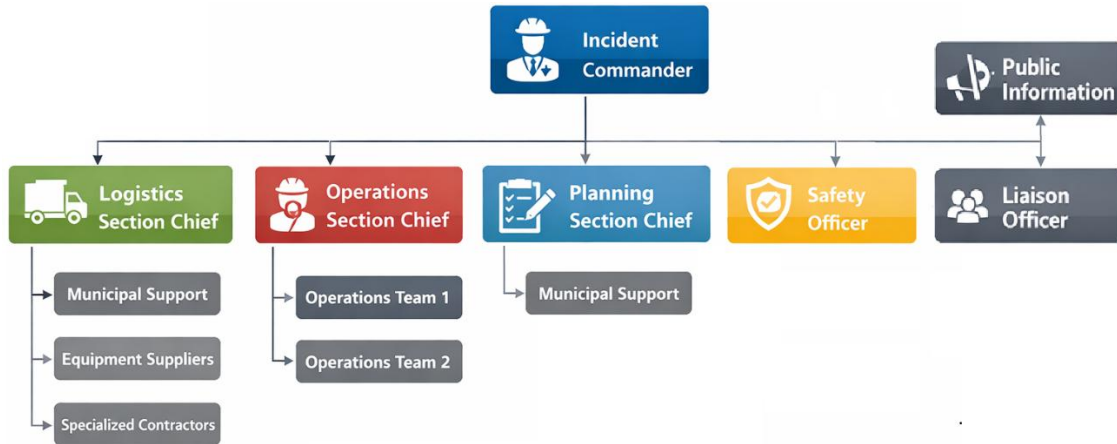 Incident
Commander
Public
Information
Logistics
Section Chief
Operations
Section Chief
Planning
Section Chief
Safety
Officer
Liaison
Officer
Municipal Support
Equipment Suppliers
Specialized Contractors
Operations Team 1
Operations Team 2
Municipal Support